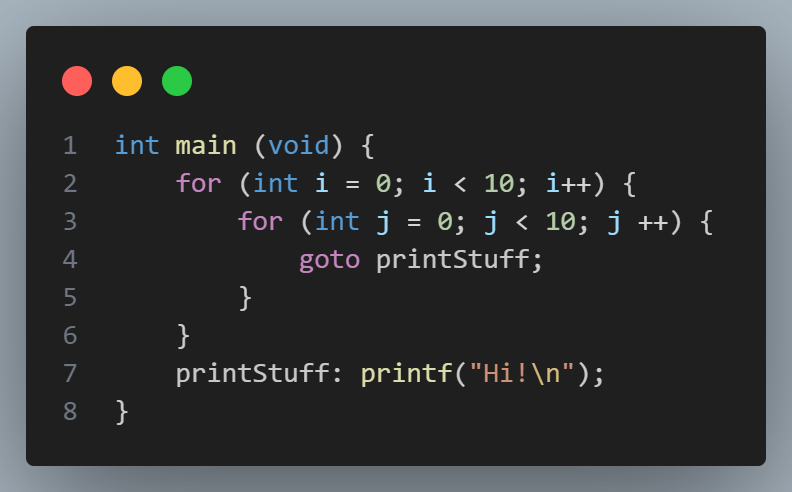 1 int main (void) {
2     for (int i = 0; i < 10; i++) {
3         for (int j = 0; j < 10; j ++) {
4             goto printStuff;
5         }
6     }
7     printStuff: printf("Hi!\n");
8 }